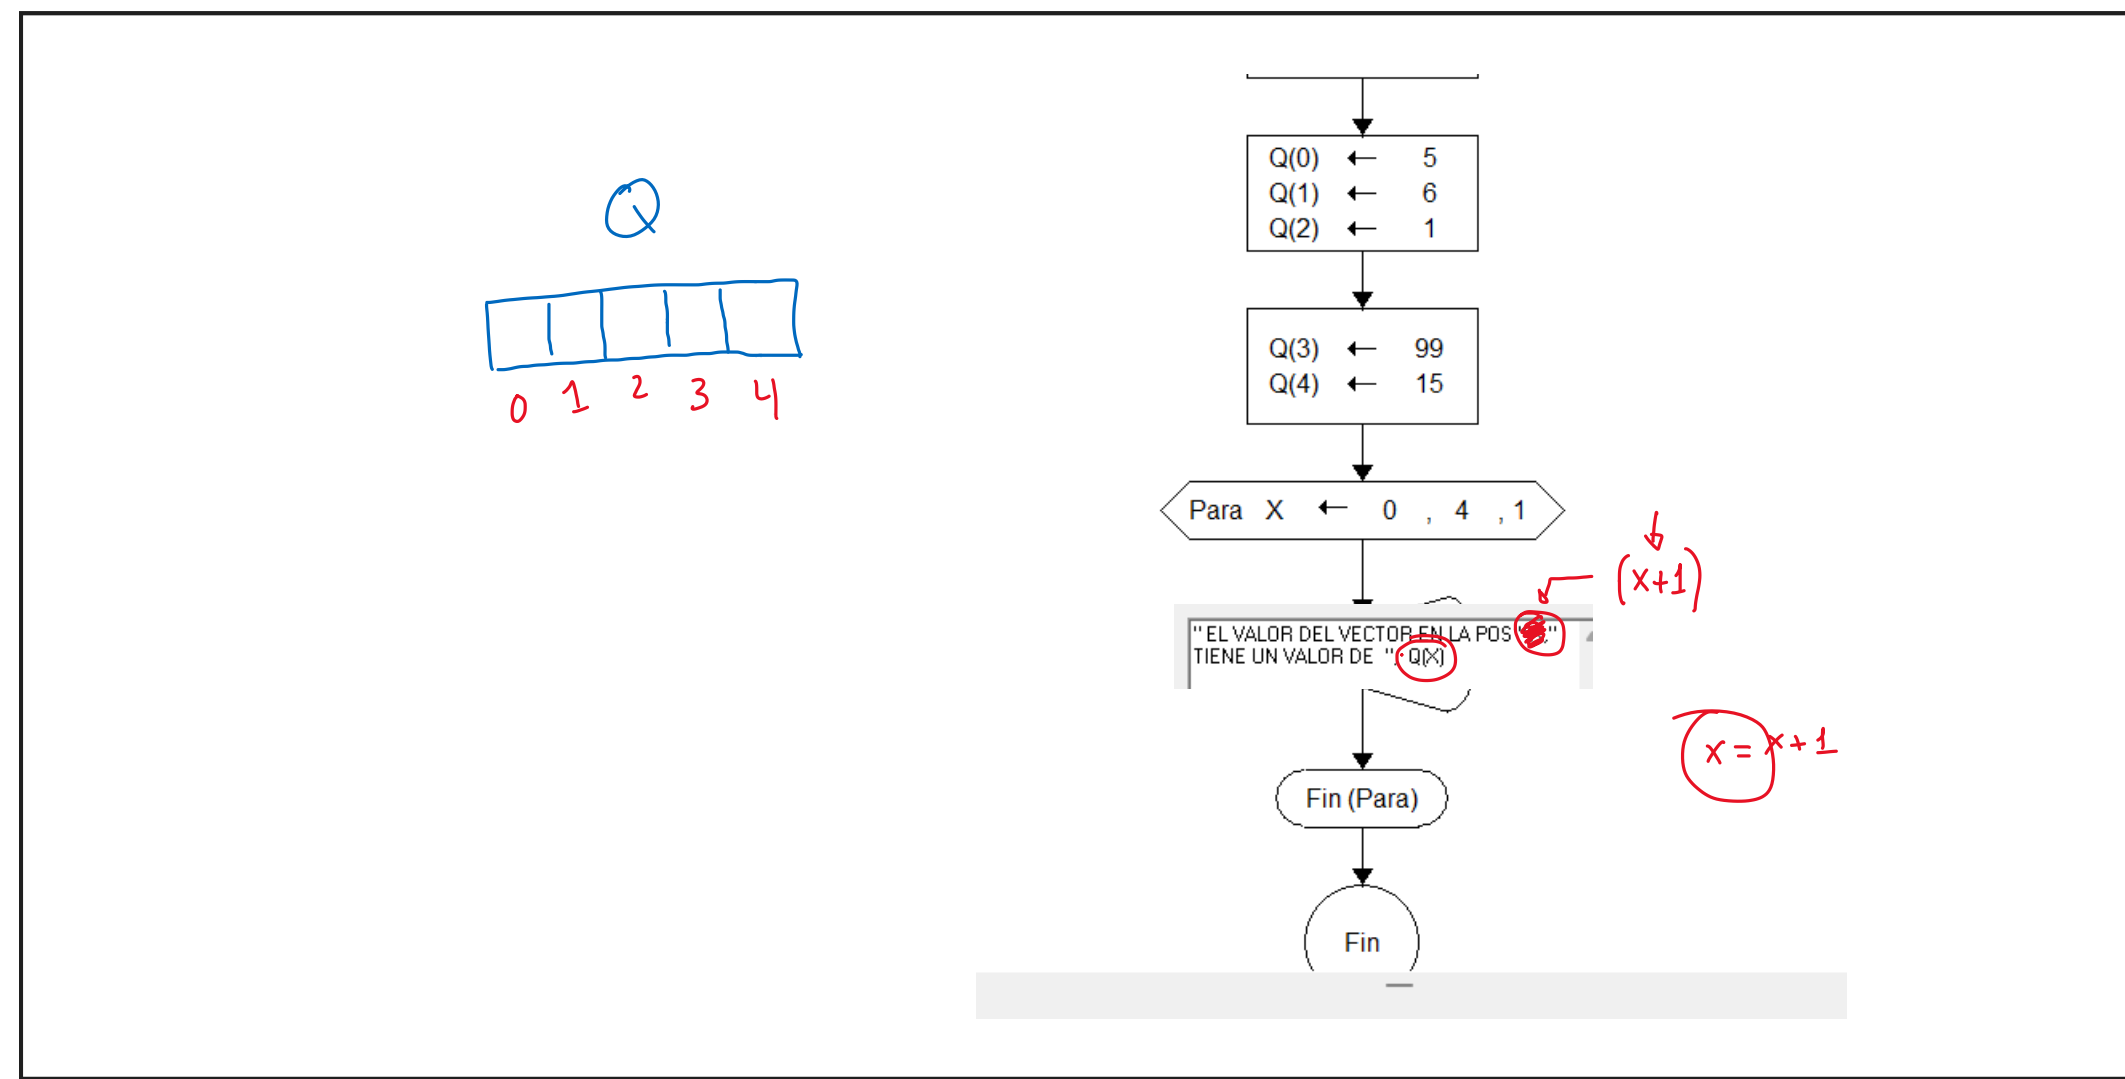 Q
0 1 2 3 4
Q(0) ← 5
Q(1) ← 6
Q(2) ← 1
Q(3) ← 99
Q(4) ← 15
Para X ← 0 , 4 , 1
(x+1)
" EL VALOR DEL VECTOR EN LA POS "
TIENE UN VALOR DE ", Q(X)
x = x + 1
Fin (Para)
Fin